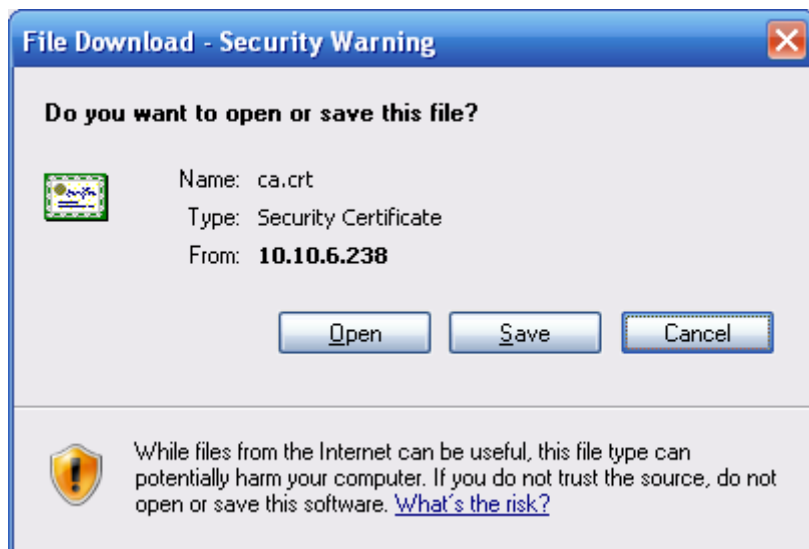 File Download - Security Warning
Do you want to open or save this file?
Name: ca.crt
Type: Security Certificate
From: 10.10.6.238
Open Save Cancel
While files from the Internet can be useful, this file type can
potentially harm your computer. If you do not trust the source, do not
open or save this software. What's the risk?